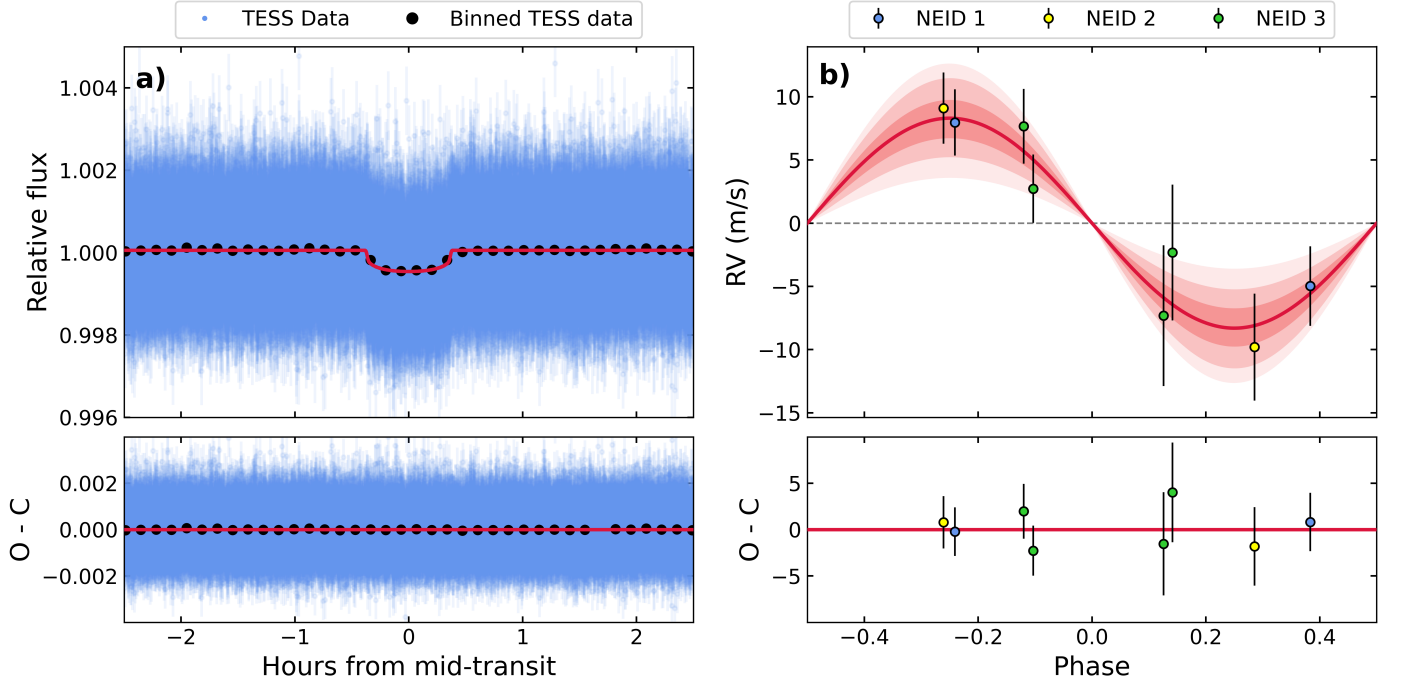 TESS Data
Binned TESS data
a)
1.004
1.002
1.000
0.998
0.996
Relative flux
0.002
0.000
−0.002
O - C
−2
−1
0
1
2
Hours from mid-transit
NEID 1
NEID 2
NEID 3
b)
10
5
0
−5
−10
−15
RV (m/s)
5
0
−5
O - C
−0.4
−0.2
0.0
0.2
0.4
Phase